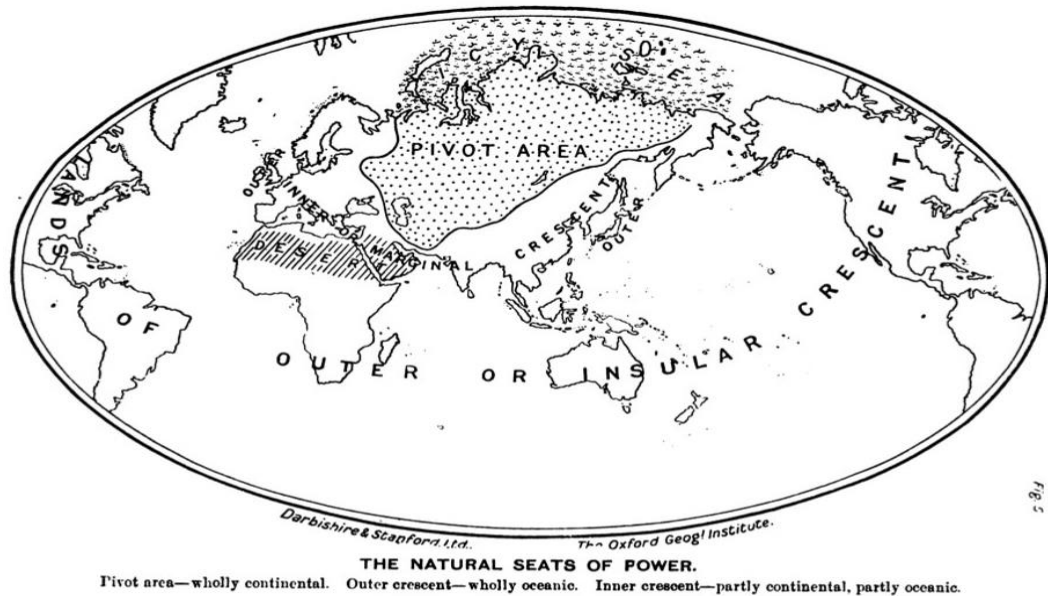 ICY SEA
PIVOT AREA
LANDS OF OUTER OR INSULAR CRESCENT
OUTER
INNER OR MARGINAL CRESCENT
OUTER
DESERT
Fig. 5
Darbishire & Stanford, Ltd.
The Oxford Geog! Institute.
THE NATURAL SEATS OF POWER.
Pivot area—wholly continental. Outer crescent—wholly oceanic. Inner crescent—partly continental, partly oceanic.